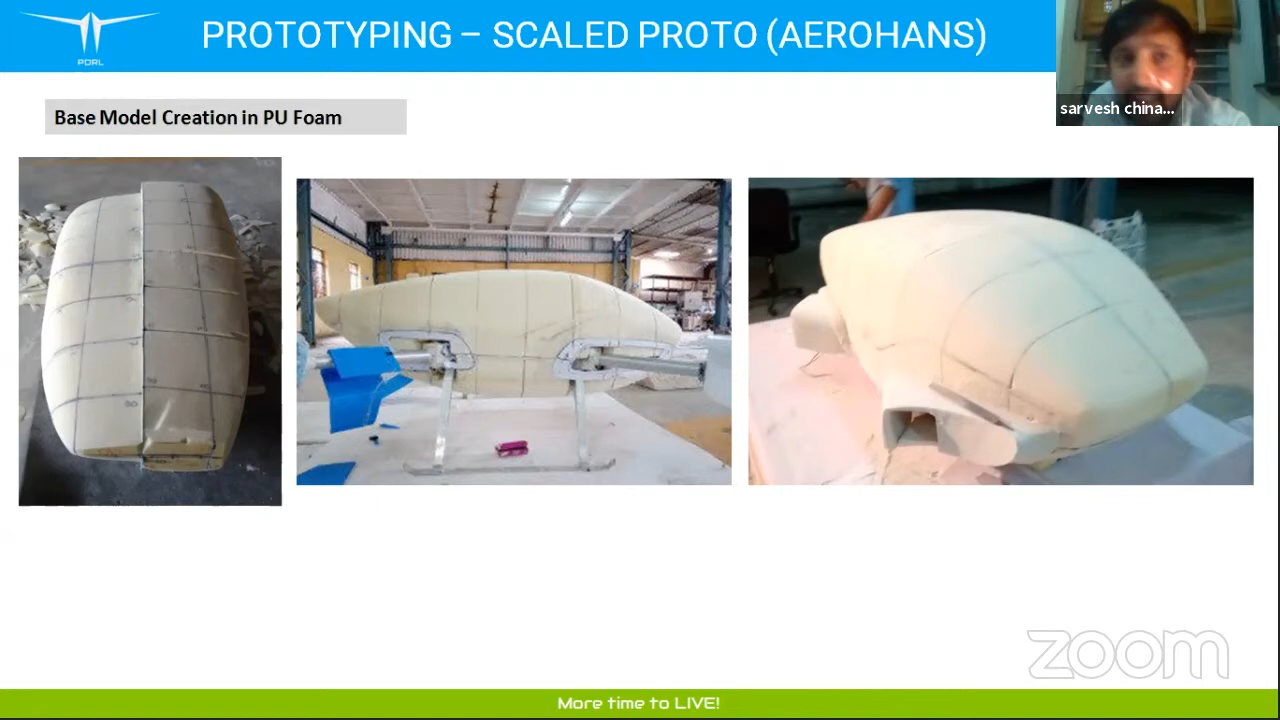 PROTOTYPING – SCALED PROTO (AEROHANS)
PDRL
sarvesh china...
Base Model Creation in PU Foam
zoom
More time to LIVE!